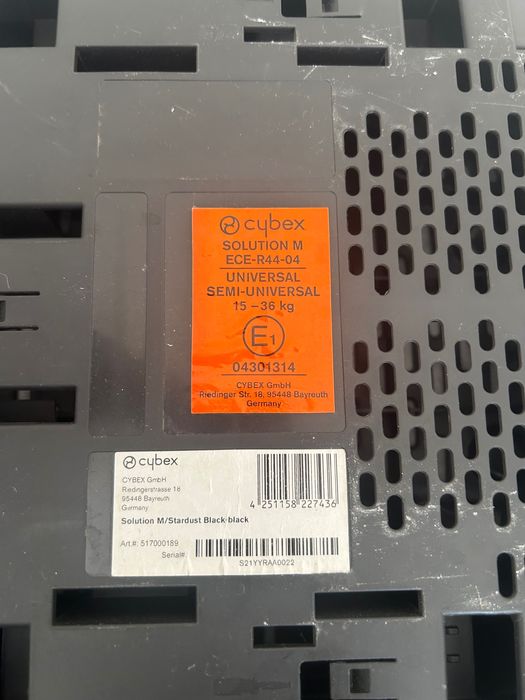 cybex
SOLUTION M
ECE-R44-04
UNIVERSAL
SEMI-UNIVERSAL
15 – 36 kg
E1
04301314
CYBEX GmbH
Riedinger Str. 18, 95448 Bayreuth
Germany
cybex
CYBEX GmbH
Riedingerstrasse 18
95448 Bayreuth
Germany
4 251158 227436
Solution M/Stardust Black-black
Art.#: 517000189
Serial#:
S21YYRAA0022